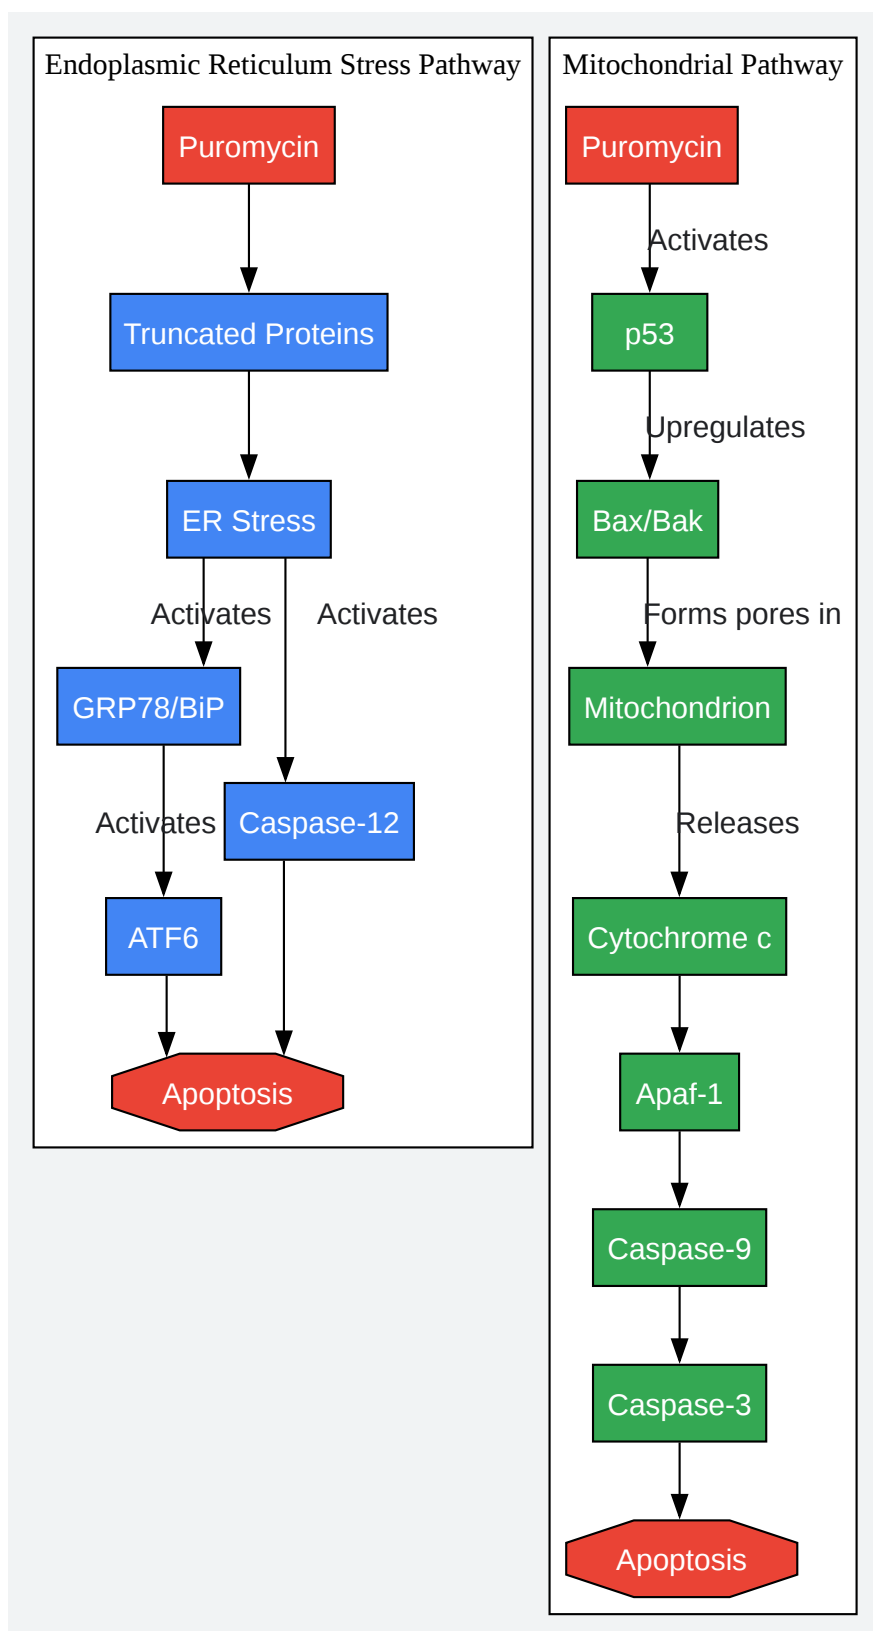 Endoplasmic Reticulum Stress Pathway
Puromycin
Truncated Proteins
ER Stress
Activates
Activates
GRP78/BiP
Activates
Caspase-12
ATF6
Apoptosis
Mitochondrial Pathway
Puromycin
Activates
p53
Upregulates
Bax/Bak
Forms pores in
Mitochondrion
Releases
Cytochrome c
Apaf-1
Caspase-9
Caspase-3
Apoptosis